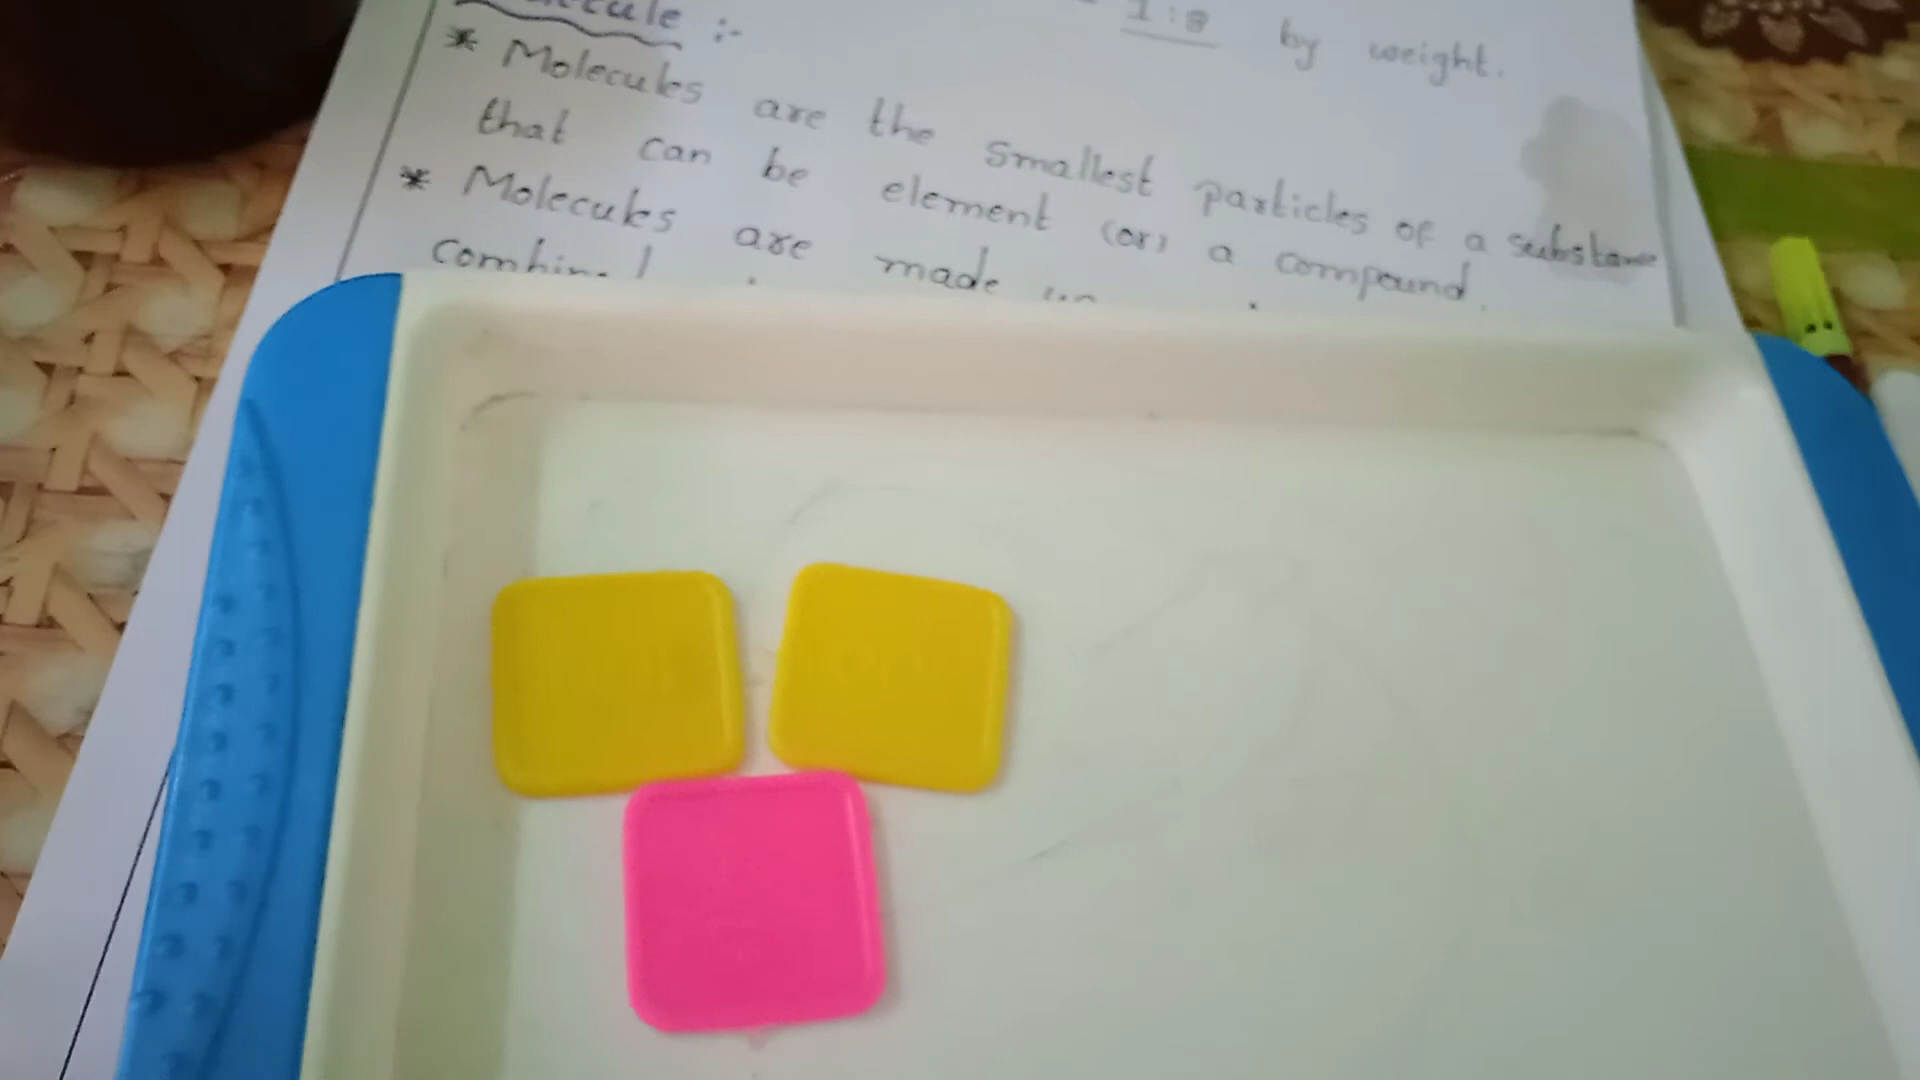 1:8 by weight.
:-
* Molecules are the smallest particles of a substance
that can be element (or) a compound.
* Molecules are made